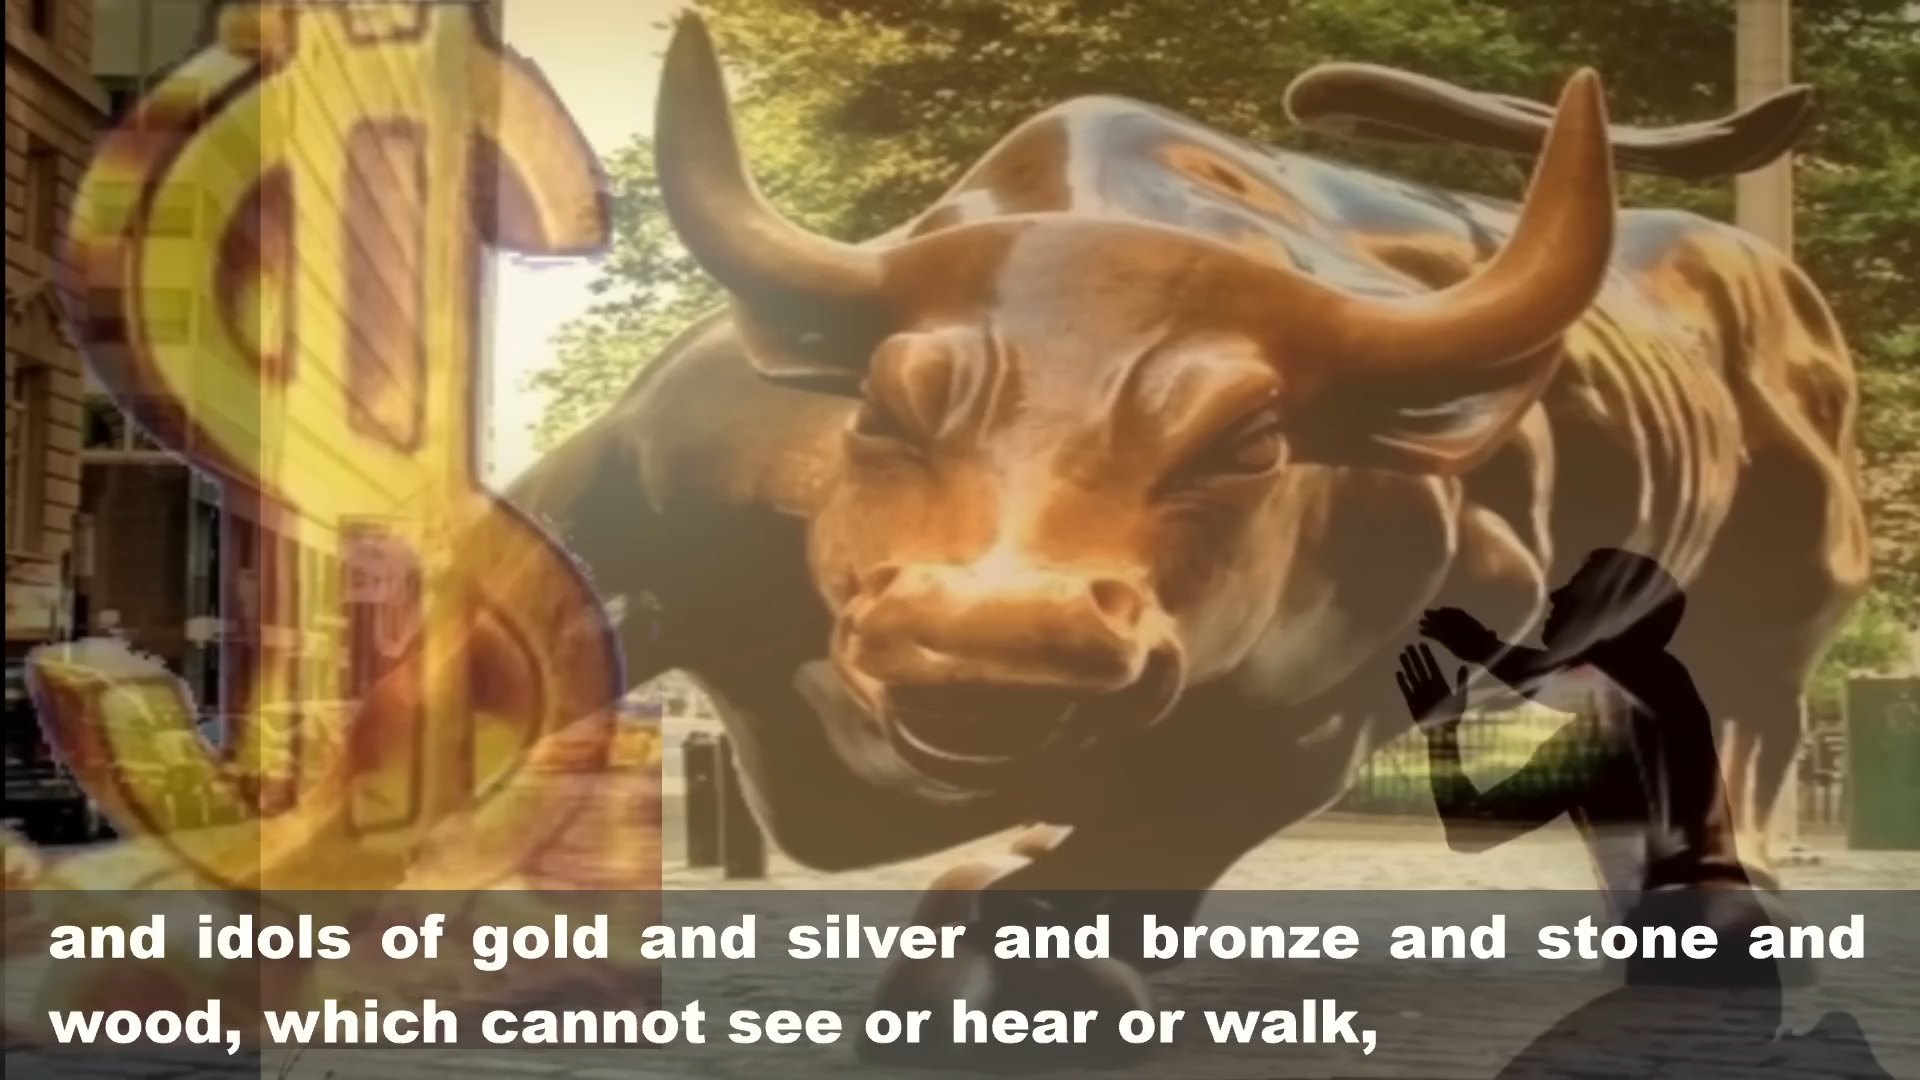 and idols of gold and silver and bronze and stone and
wood, which cannot see or hear or walk,